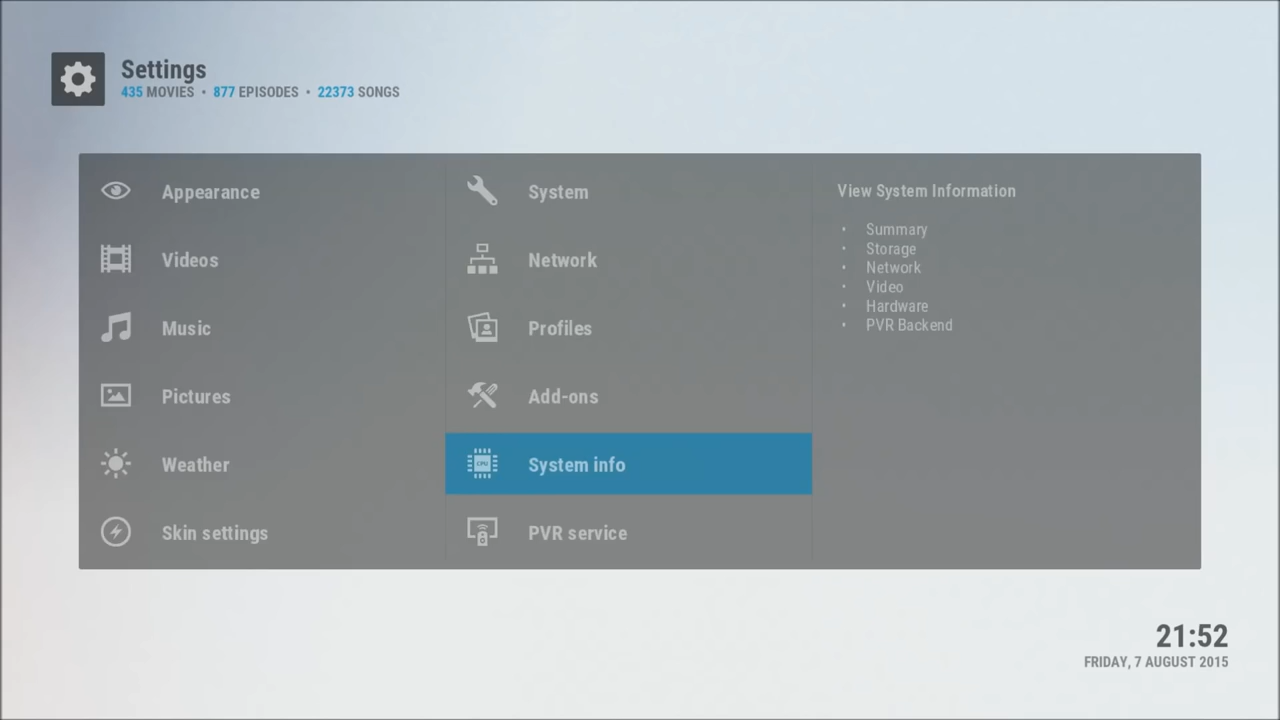 Settings
435 MOVIES • 877 EPISODES • 22373 SONGS
Appearance
Videos
Music
Pictures
Weather
Skin settings
System
Network
Profiles
Add-ons
CPU
System info
PVR service
View System Information
• Summary
• Storage
• Network
• Video
• Hardware
• PVR Backend
21:52
FRIDAY, 7 AUGUST 2015